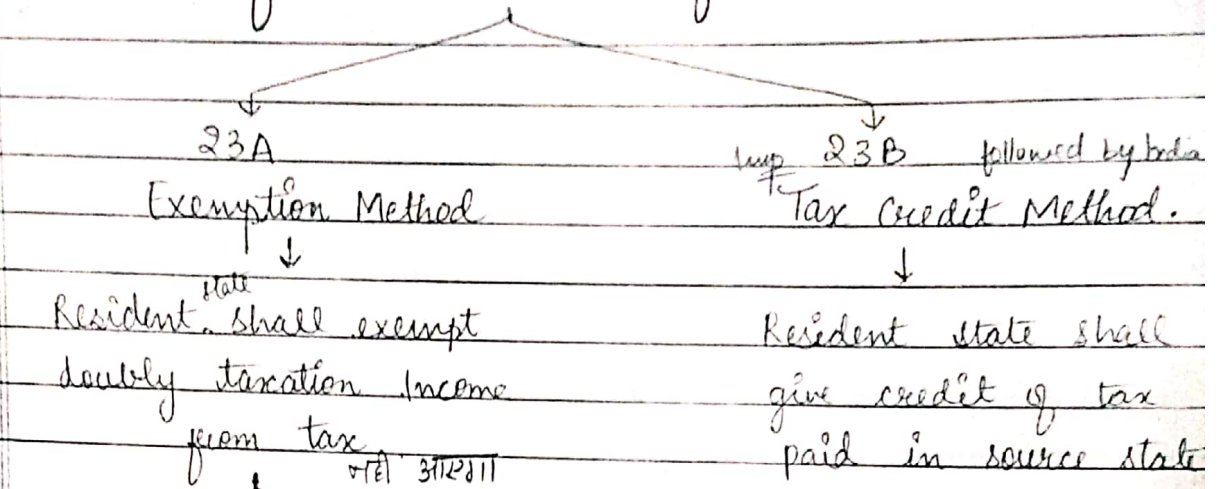 23A
Imp 23B followed by India
Exemption Method
Tax Credit Method.
Resident state shall exempt
doubly taxation Income
from tax
नही आएगा
Resident state shall
give credit of tax
paid in source state